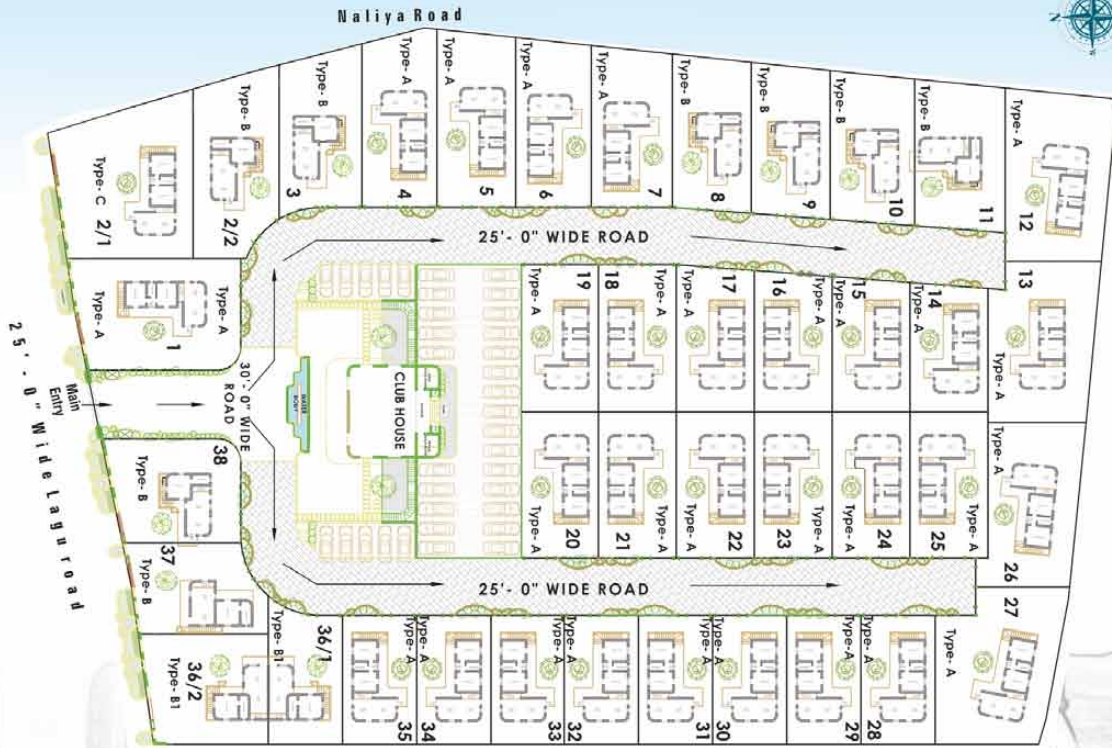 Naliya Road
N
Type- C
2/1
Type- B
2/2
Type- B
3
Type- A
4
Type- A
5
Type- A
6
Type- A
7
Type- B
8
Type- B
9
Type- B
10
Type- B
11
Type- A
12
25'- 0" WIDE ROAD
Type- A
Type- A
1
Type- A
19
18
Type- A
Type- A
17
16
Type- A
15
Type- A
14
Type- A
13
Type- A
30'- 0" WIDE
ROAD
WATER
BODY
CLUB HOUSE
Main
Entry
25'- 0" Wide Lagu road
38
Type- B
Type- A
20
21
Type- A
Type- A
22
23
Type- A
Type- A
24
25
Type- A
Type- A
26
37
Type- B
25'- 0" WIDE ROAD
27
Type- A
36/2
Type- B1
Type- B1
36/1
Type- A
35
Type- A
34
33
Type- A
32
Type- A
31
Type- A
30
Type- A
29
Type- A
28